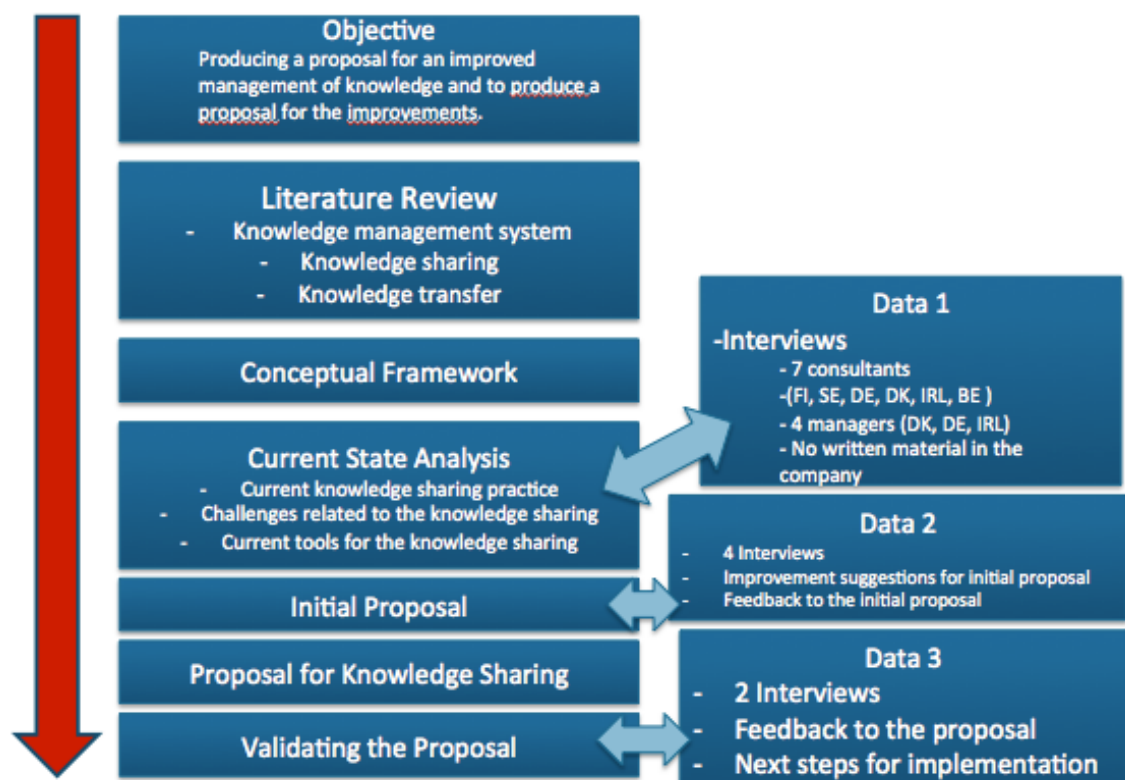 Objective
Producing a proposal for an improved
management of knowledge and to produce a
proposal for the improvements.
Literature Review
- Knowledge management system
- Knowledge sharing
- Knowledge transfer
Conceptual Framework
Current State Analysis
- Current knowledge sharing practice
- Challenges related to the knowledge sharing
- Current tools for the knowledge sharing
Initial Proposal
Proposal for Knowledge Sharing
Validating the Proposal
Data 1
-Interviews
- 7 consultants
-(FI, SE, DE, DK, IRL, BE )
- 4 managers (DK, DE, IRL)
- No written material in the
company
Data 2
- 4 Interviews
- Improvement suggestions for initial proposal
- Feedback to the initial proposal
Data 3
- 2 Interviews
- Feedback to the proposal
- Next steps for implementation